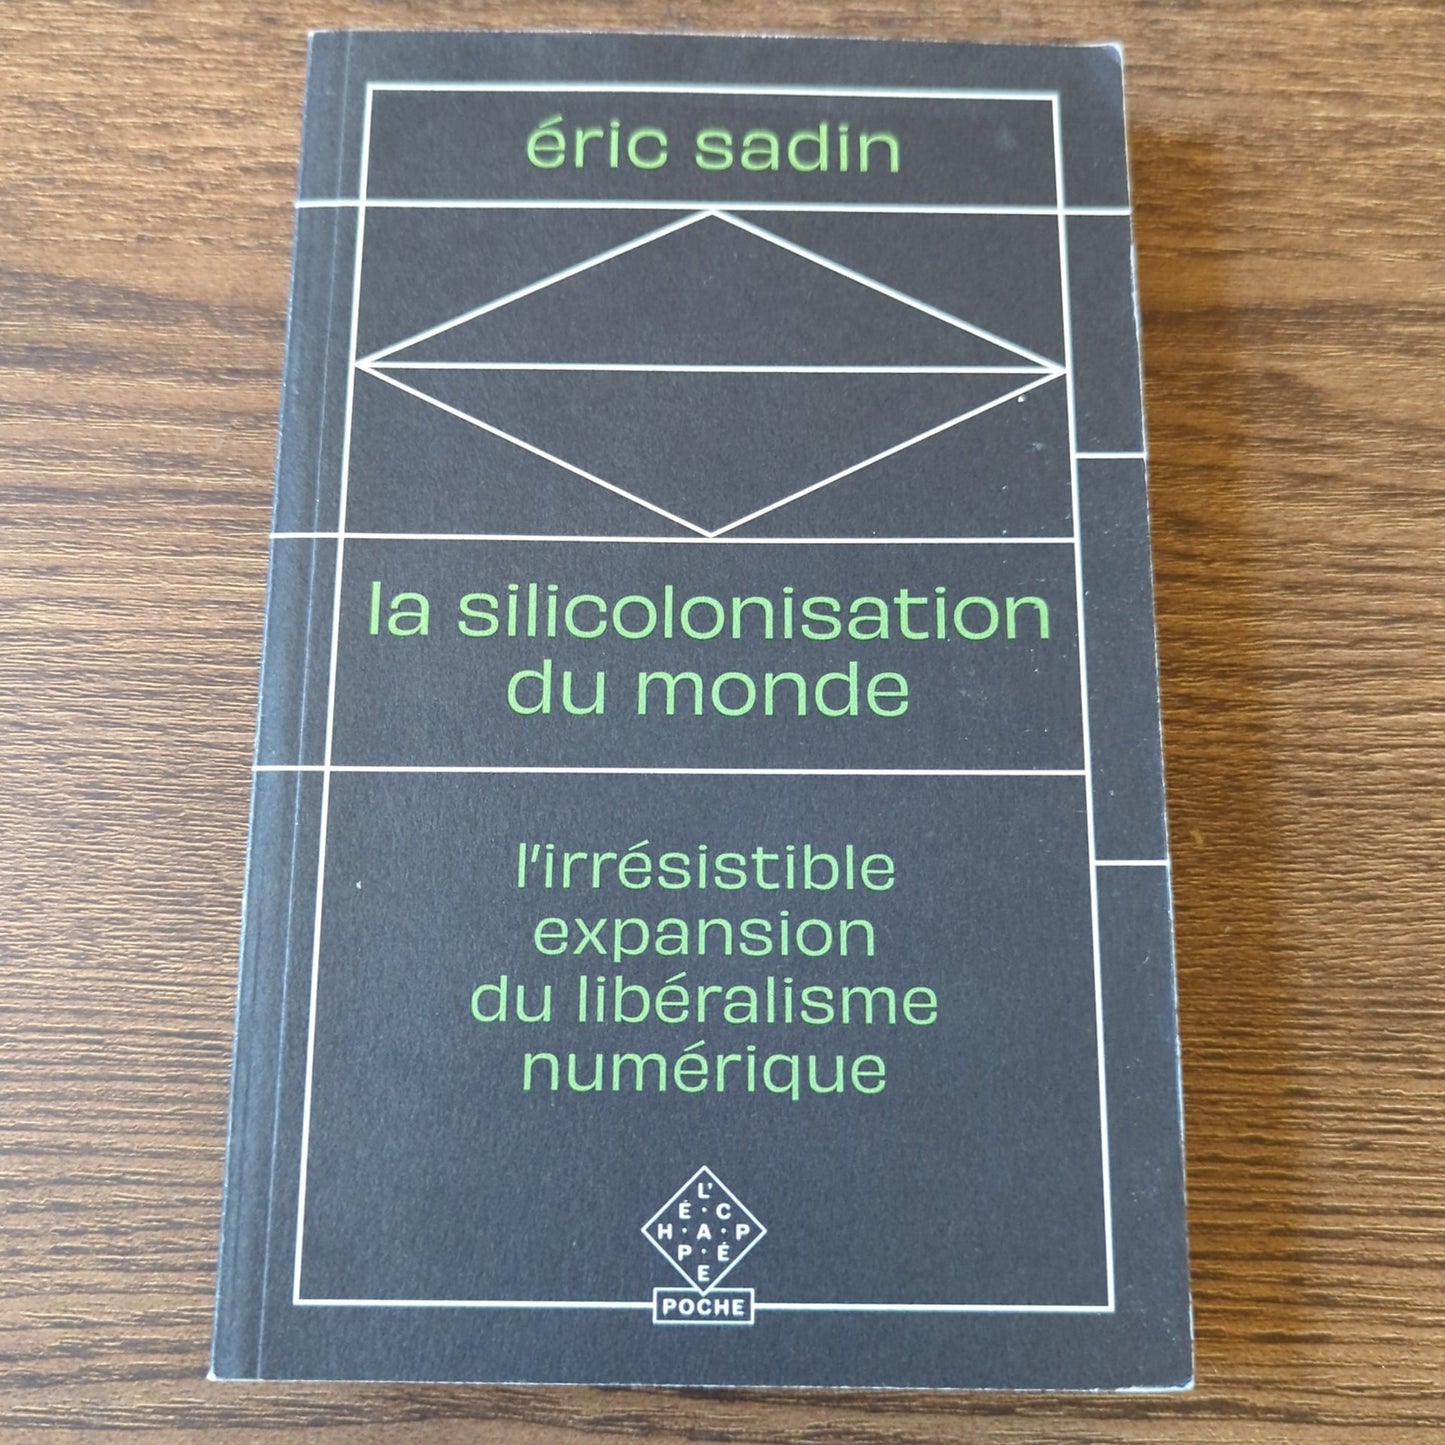 éric sadin
la silicolonisation
du monde
l'irrésistible
expansion
du libéralisme
numérique
L'
É · C
H · A · P
P · É
E
POCHE